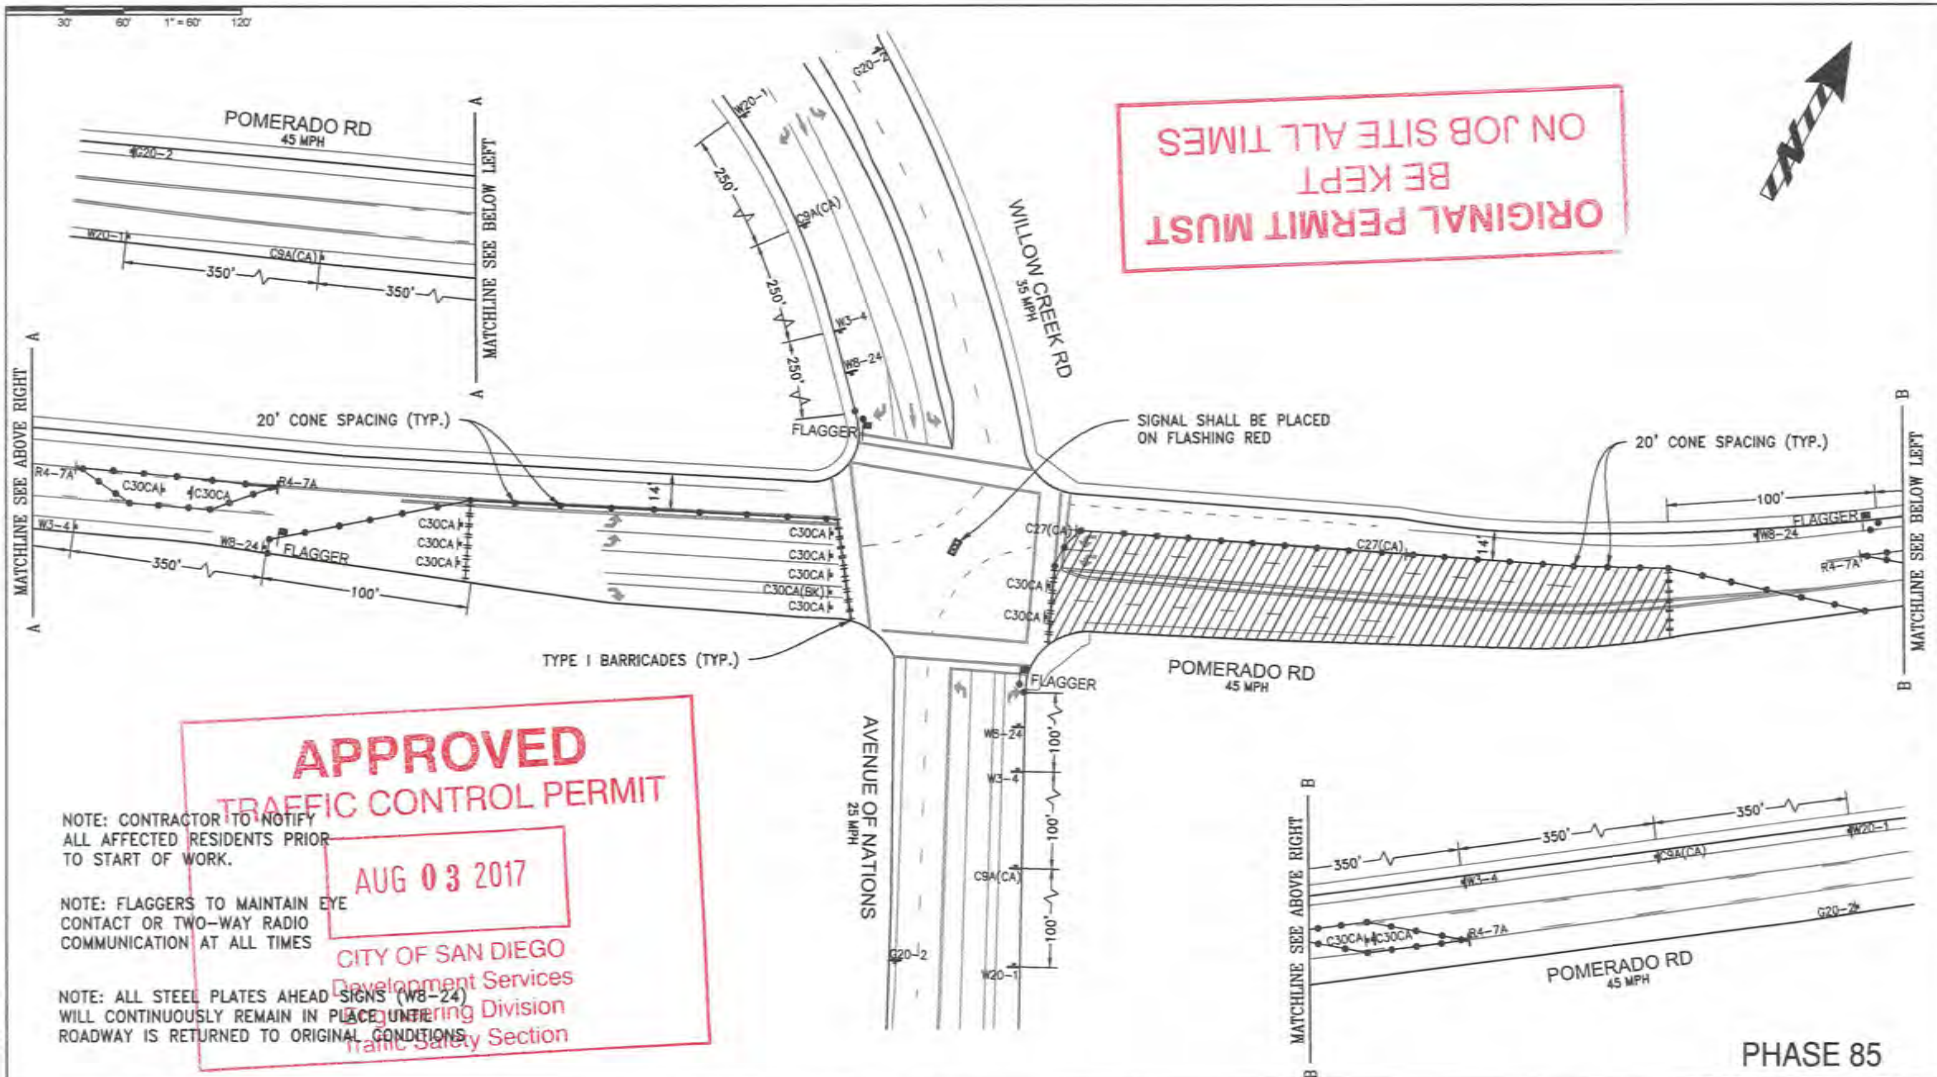 30' 60' 1" = 60' 120'
POMERADO RD
45 MPH
G20-2
W20-1
C9A(CA)
350'
350'
A
MATCHLINE SEE BELOW LEFT
A
W20-1
G20-2
250'
C9A(CA)
250'
W3-4
W8-24
250'
FLAGGER
WILLOW CREEK RD
35 MPH
ORIGINAL PERMIT MUST
BE KEPT
ON JOB SITE ALL TIMES
N
A
MATCHLINE SEE ABOVE RIGHT
A
20' CONE SPACING (TYP.)
R4-7A
C30CA
C30CA
R4-7A
W3-4
W8-24
FLAGGER
350'
100'
C30CA
C30CA
C30CA
14'
C30CA
C30CA
C30CA
C30CA(BK)
C30CA
TYPE I BARRICADES (TYP.)
SIGNAL SHALL BE PLACED
ON FLASHING RED
20' CONE SPACING (TYP.)
C27(CA)
C27(CA)
14'
C30CA
C30CA
100'
FLAGGER
W8-24
R4-7A
B
MATCHLINE SEE BELOW LEFT
B
POMERADO RD
45 MPH
FLAGGER
W8-24
100'
W3-4
100'
C9A(CA)
100'
W20-1
G20-2
AVENUE OF NATIONS
25 MPH
APPROVED
TRAFFIC CONTROL PERMIT
AUG 03 2017
CITY OF SAN DIEGO
Development Services
Engineering Division
Traffic Safety Section
NOTE: CONTRACTOR TO NOTIFY
ALL AFFECTED RESIDENTS PRIOR
TO START OF WORK.
NOTE: FLAGGERS TO MAINTAIN EYE
CONTACT OR TWO-WAY RADIO
COMMUNICATION AT ALL TIMES
NOTE: ALL STEEL PLATES AHEAD SIGNS (W8-24)
WILL CONTINUOUSLY REMAIN IN PLACE UNTIL
ROADWAY IS RETURNED TO ORIGINAL CONDITIONS
B
MATCHLINE SEE ABOVE RIGHT
B
350'
350'
350'
W3-4
C9A(CA)
W20-1
C30CA
C30CA
R4-7A
G20-2
POMERADO RD
45 MPH
PHASE 85